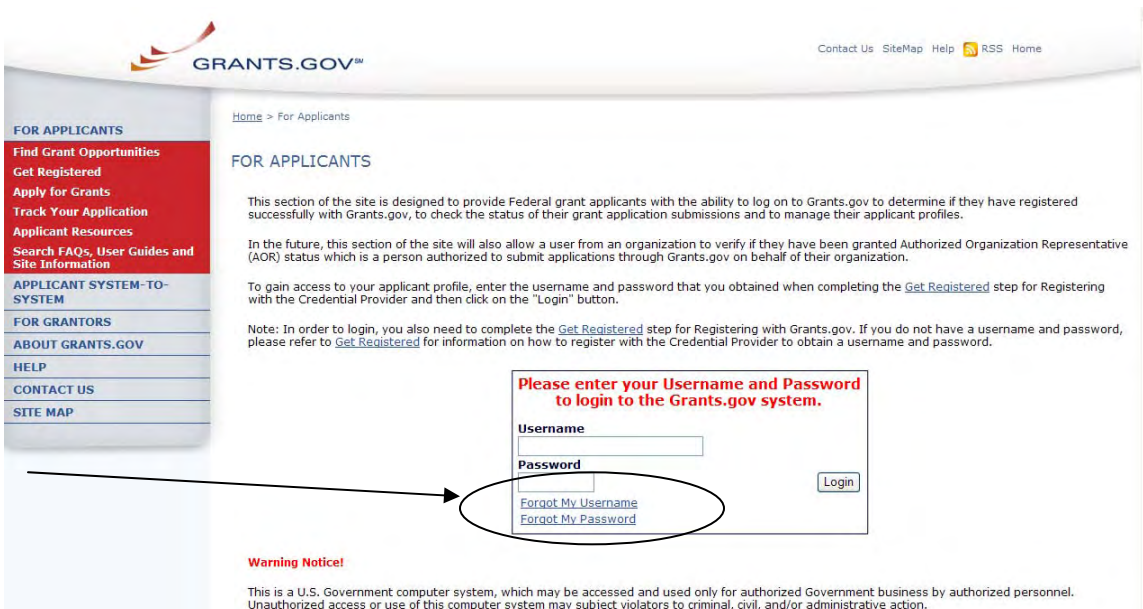 GRANTS.GOV℠
Contact Us SiteMap Help RSS Home
Home > For Applicants
FOR APPLICANTS
Find Grant Opportunities
Get Registered
Apply for Grants
Track Your Application
Applicant Resources
Search FAQs, User Guides and
Site Information
APPLICANT SYSTEM-TO-
SYSTEM
FOR GRANTORS
ABOUT GRANTS.GOV
HELP
CONTACT US
SITE MAP
FOR APPLICANTS
This section of the site is designed to provide Federal grant applicants with the ability to log on to Grants.gov to determine if they have registered
successfully with Grants.gov, to check the status of their grant application submissions and to manage their applicant profiles.
In the future, this section of the site will also allow a user from an organization to verify if they have been granted Authorized Organization Representative
(AOR) status which is a person authorized to submit applications through Grants.gov on behalf of their organization.
To gain access to your applicant profile, enter the username and password that you obtained when completing the Get Registered step for Registering
with the Credential Provider and then click on the "Login" button.
Note: In order to login, you also need to complete the Get Registered step for Registering with Grants.gov. If you do not have a username and password,
please refer to Get Registered for information on how to register with the Credential Provider to obtain a username and password.
Please enter your Username and Password
to login to the Grants.gov system.
Username
Password
Login
Forgot My Username
Forgot My Password
Warning Notice!
This is a U.S. Government computer system, which may be accessed and used only for authorized Government business by authorized personnel.
Unauthorized access or use of this computer system may subject violators to criminal, civil, and/or administrative action.